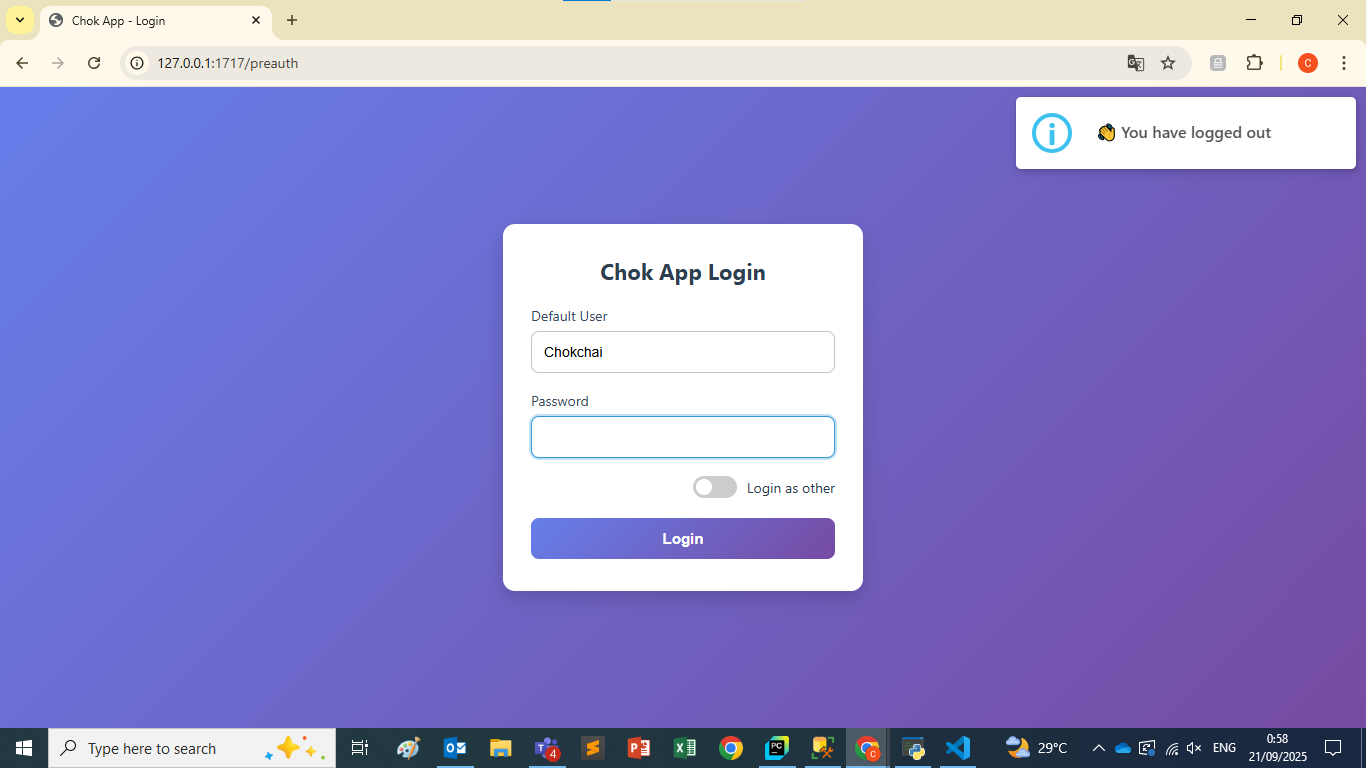 Chok App - Login
127.0.0.1:1717/preauth
C
👏 You have logged out
Chok App Login
Default User
Chokchai
Password
Login as other
Login
Type here to search
4
PC
C
29°C
ENG
0:58
21/09/2025